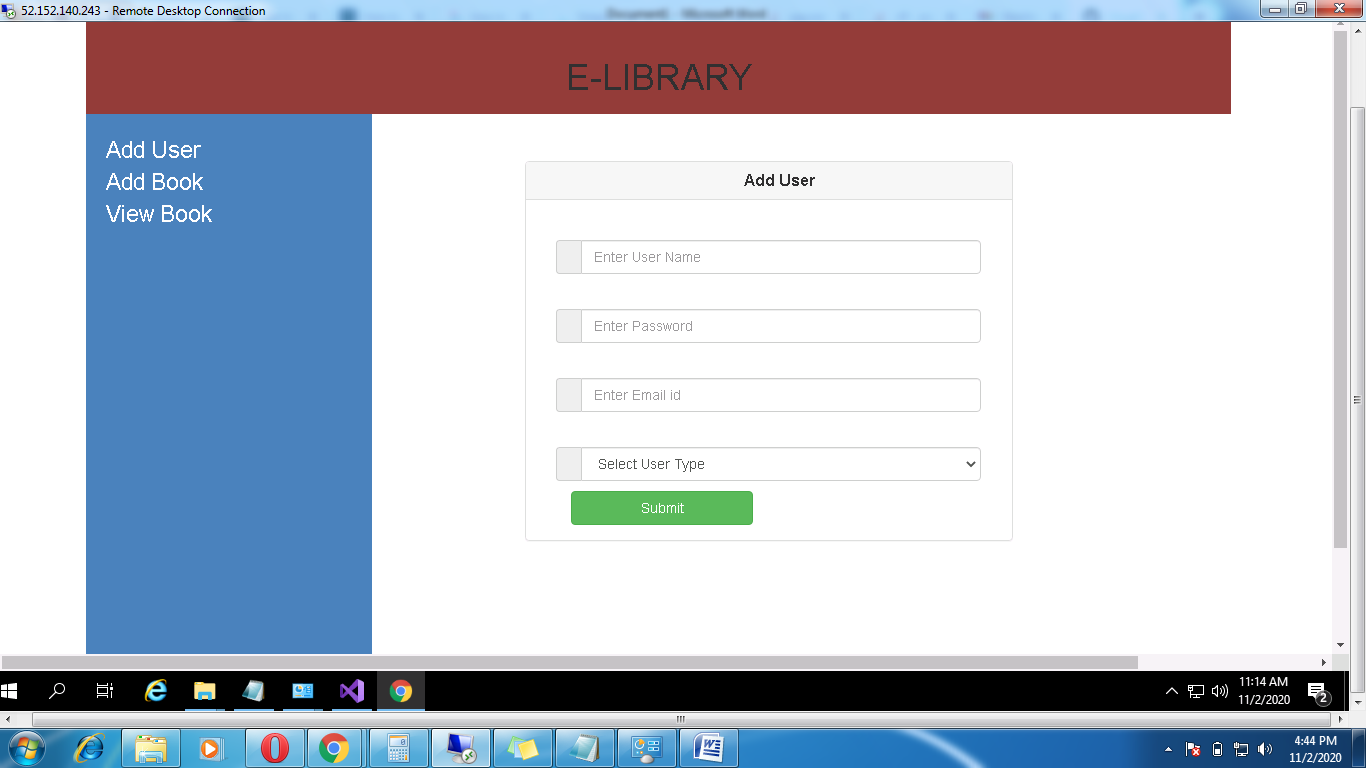 52.152.140.243 - Remote Desktop Connection
E-LIBRARY
Add User
Add Book
View Book
Add User
Enter User Name
Enter Password
Enter Email id
Select User Type
Submit
11:14 AM
11/2/2020
2
4:44 PM
11/2/2020